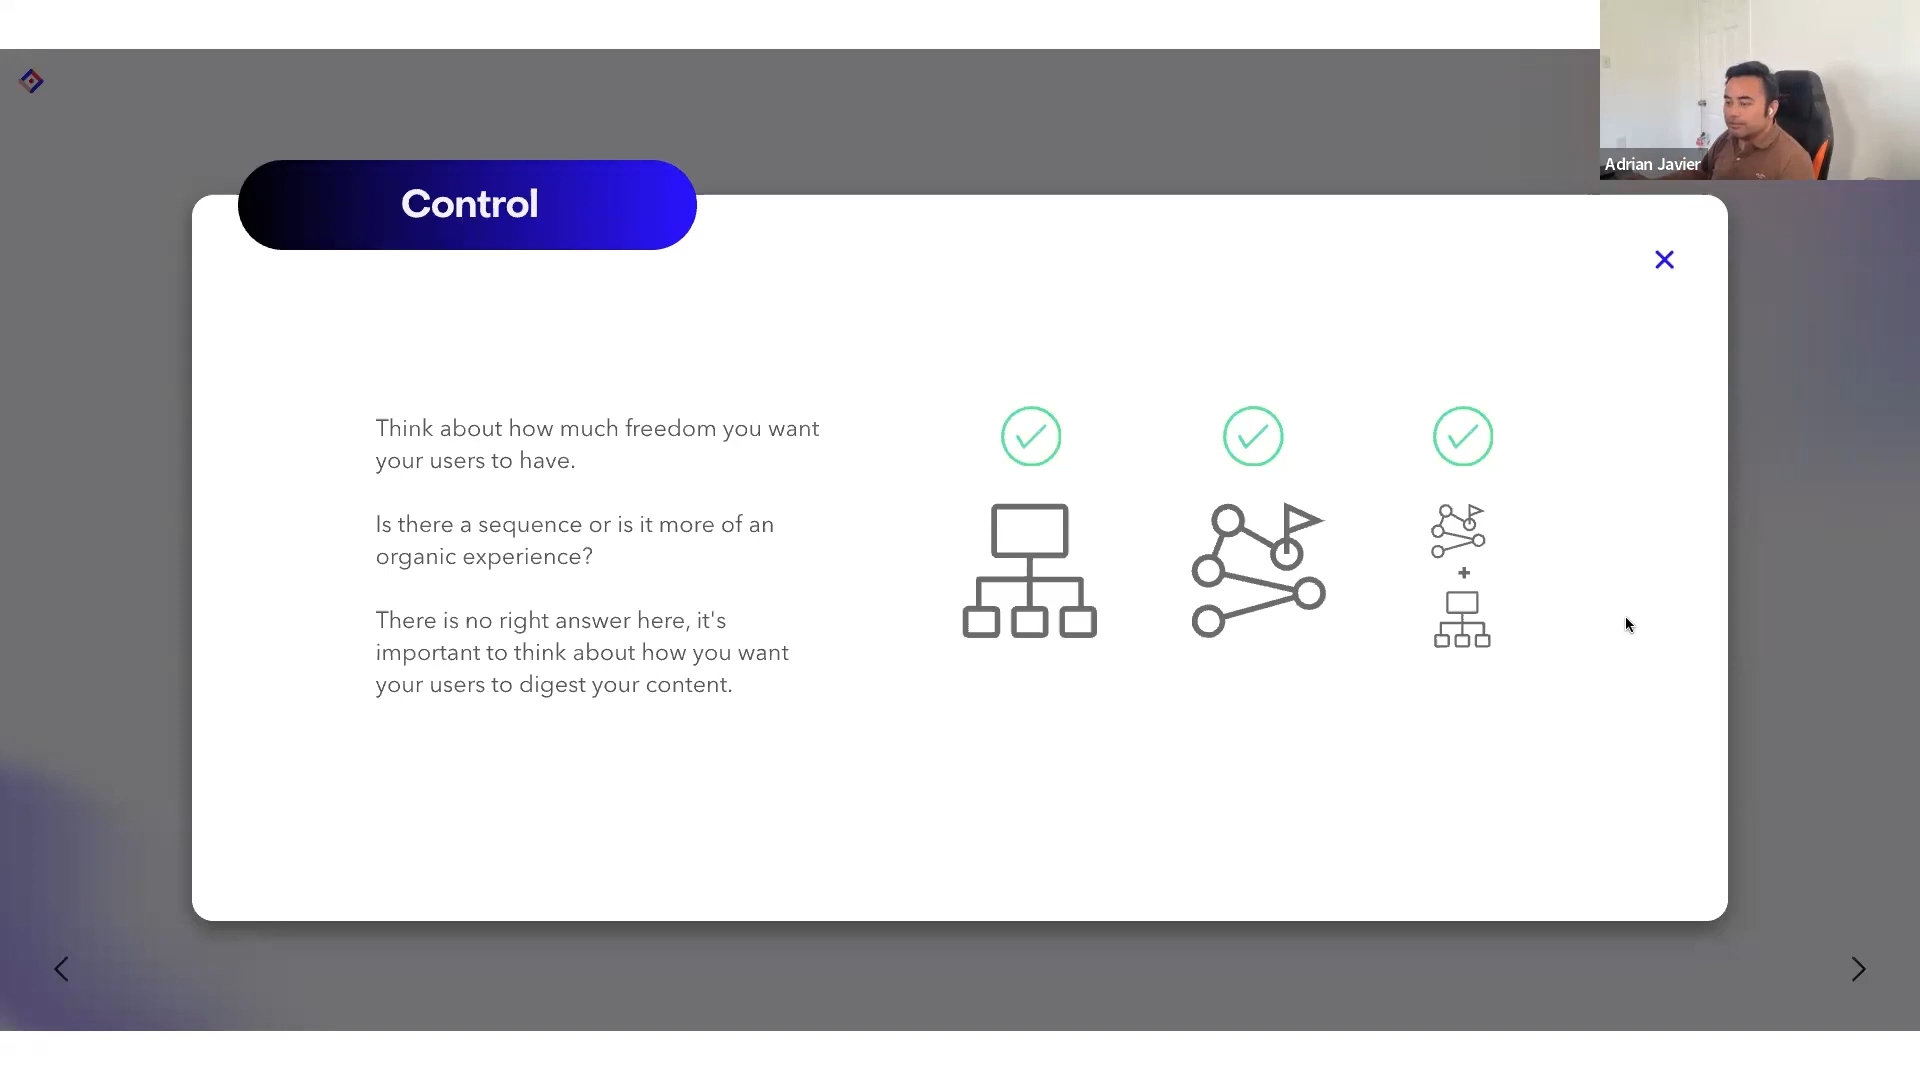 Adrian Javier
Control
Think about how much freedom you want
your users to have.
Is there a sequence or is it more of an
organic experience?
There is no right answer here, it's
important to think about how you want
your users to digest your content.